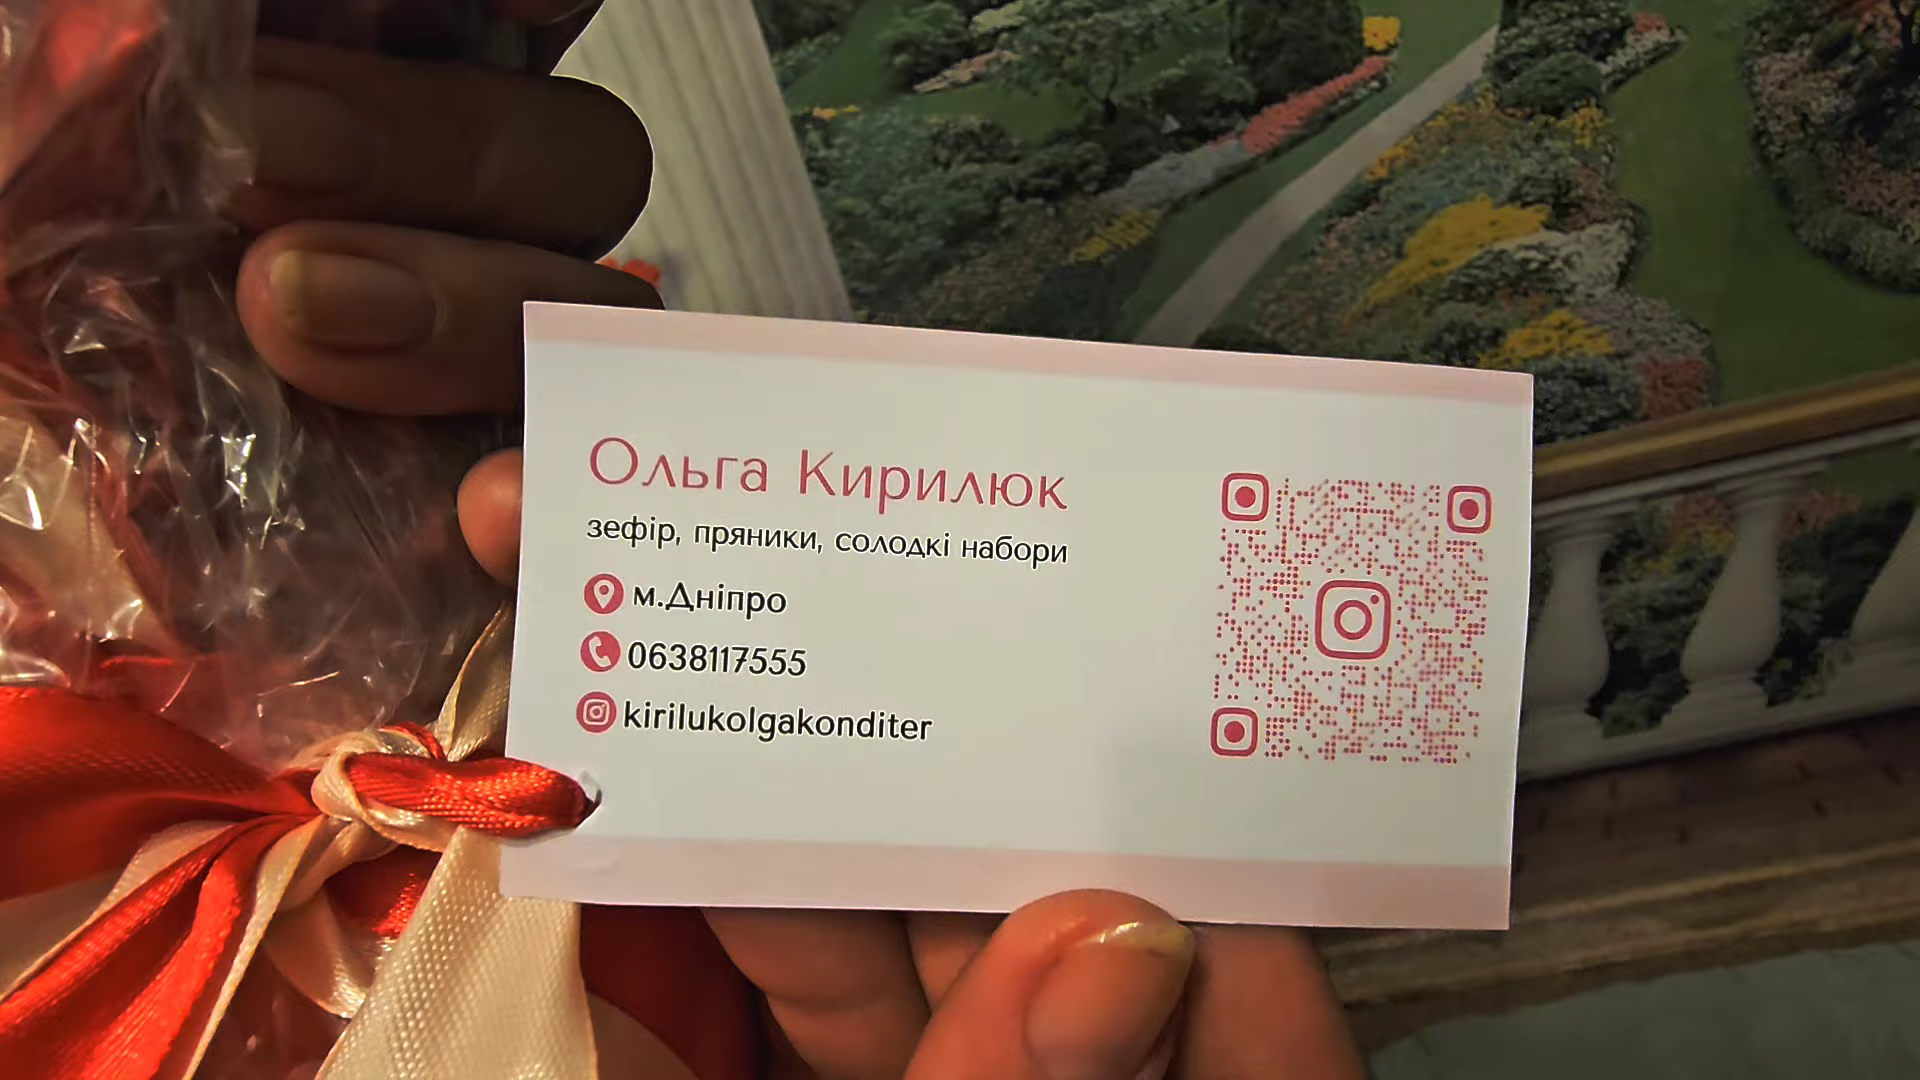 Ольга Кирилюк
зефір, пряники, солодкі набори
м.Дніпро
0638117555
kirilukolgakonditer